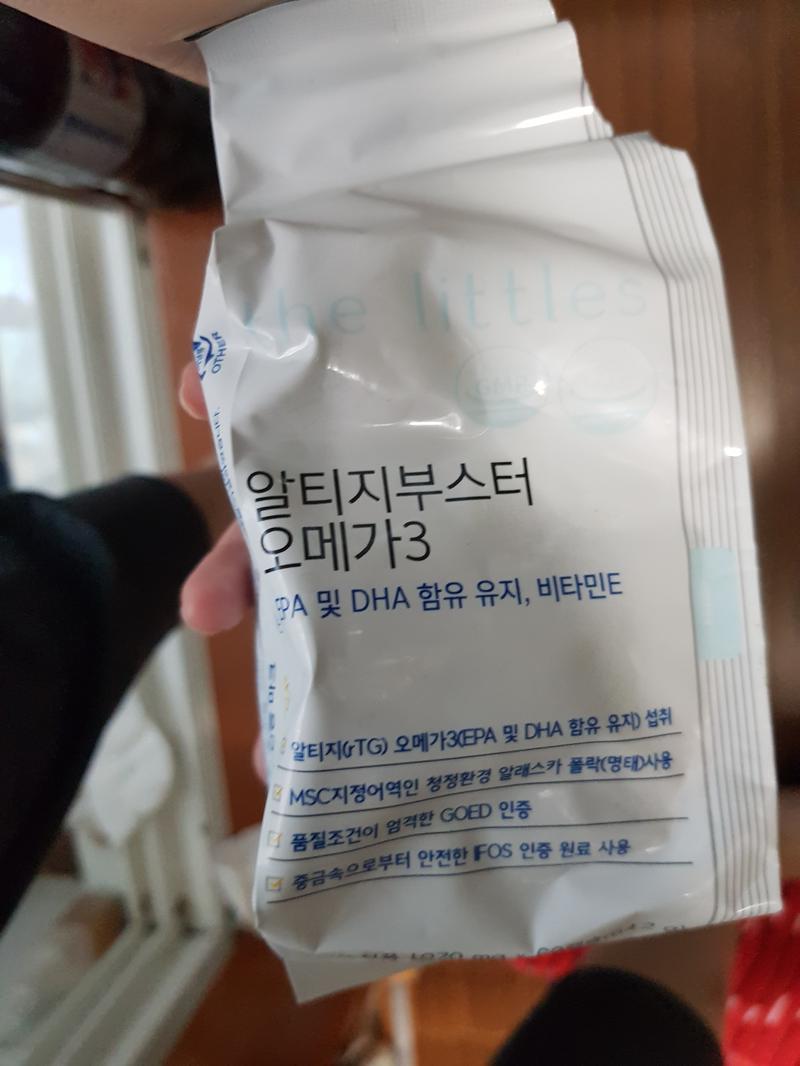 the littles
GMP
알티지부스터
오메가3
EPA 및 DHA 함유 유지, 비타민E
알티지(rTG) 오메가3(EPA 및 DHA 함유 유지) 섭취
MSC지정어역인 청정환경 알래스카 폴락(명태)사용
품질조건이 엄격한 GOED 인증
중금속으로부터 안전한 IFOS 인증 원료 사용